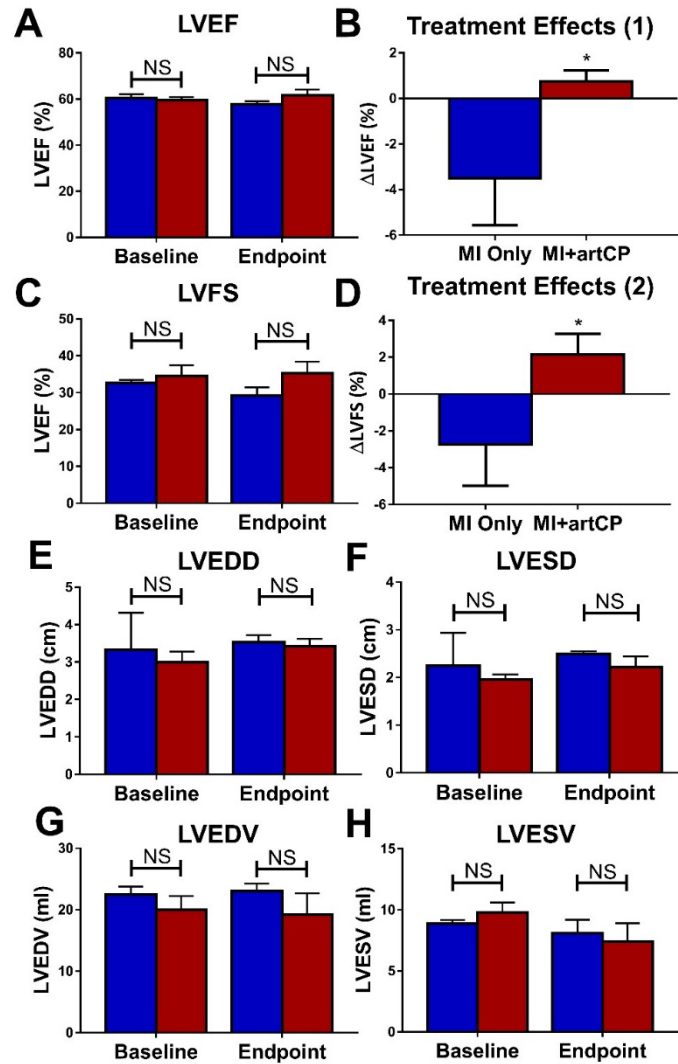 A
LVEF
NS
NS
LVEF (%)
80
60
40
20
0
Baseline
Endpoint
B
Treatment Effects (1)
*
ΔLVEF (%)
2
0
-2
-4
-6
MI Only
MI+artCP
C
LVFS
NS
NS
LVEF (%)
50
40
30
20
10
0
Baseline
Endpoint
D
Treatment Effects (2)
*
ΔLVFS (%)
4
2
0
-2
-4
-6
MI Only
MI+artCP
E
LVEDD
NS
NS
LVEDD (cm)
5
4
3
2
1
0
Baseline
Endpoint
F
LVESD
NS
NS
LVESD (cm)
4
3
2
1
0
Baseline
Endpoint
G
LVEDV
NS
NS
LVEDV (ml)
30
20
10
0
Baseline
Endpoint
H
LVESV
NS
NS
LVESV (ml)
15
10
5
0
Baseline
Endpoint